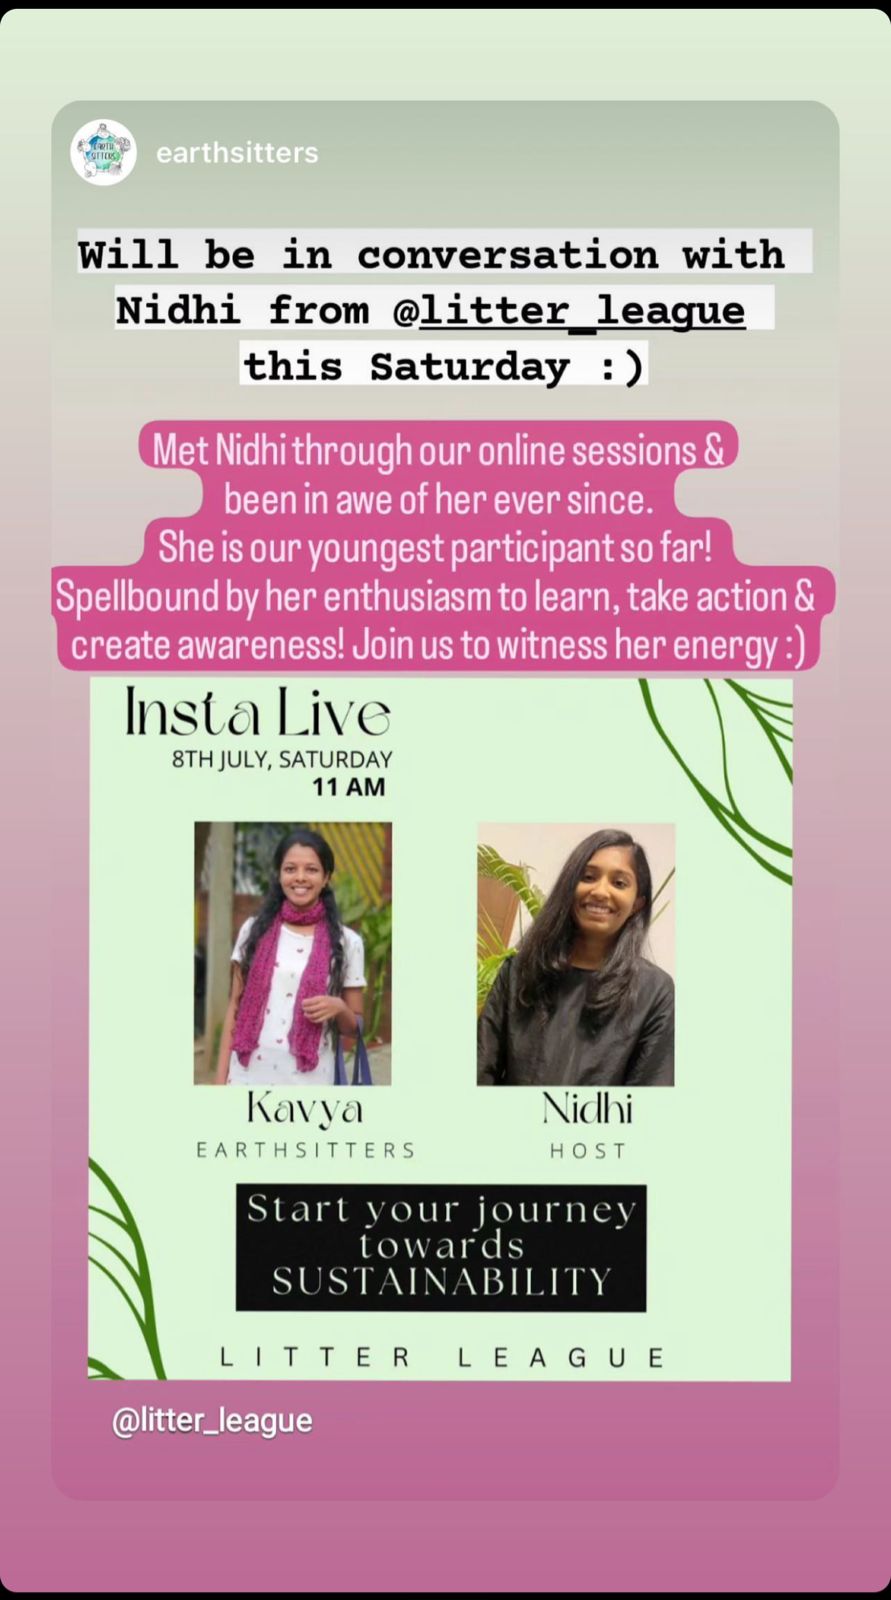 EARTH
SITTERS
earthsitters
Will be in conversation with
Nidhi from @litter_league
this Saturday :)
Met Nidhi through our online sessions &
been in awe of her ever since.
She is our youngest participant so far!
Spellbound by her enthusiasm to learn, take action &
create awareness! Join us to witness her energy :)
Insta Live
8TH JULY, SATURDAY
11 AM
Kavya
EARTHSITTERS
Nidhi
HOST
Start your journey
towards
SUSTAINABILITY
LITTER LEAGUE
@litter_league